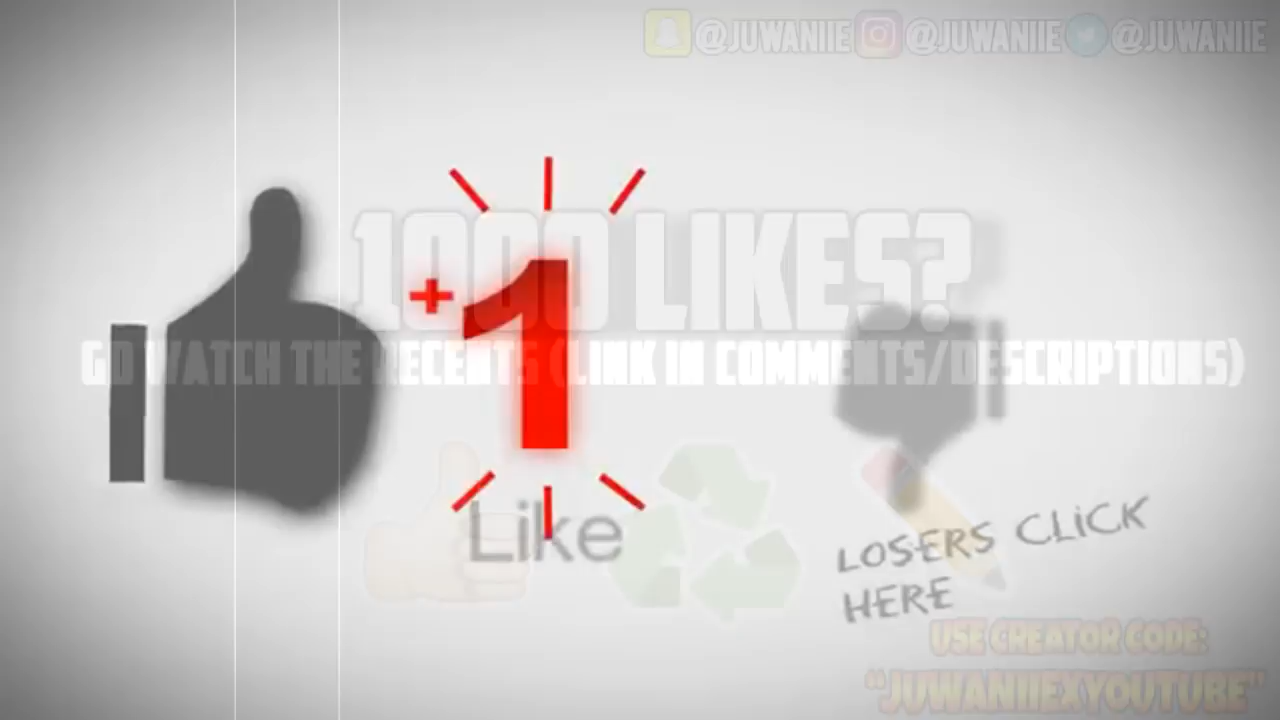 @JUWANIIE @JUWANIIE @JUWANIIE
1000 LIKES?
+1
GO WATCH THE RECENTS (LINK IN COMMENTS/DESCRIPTIONS)
Like
LOSERS CLiCK
HERE
USE CREATOR CODE:
“JUWANIIEXYOUTUBE”